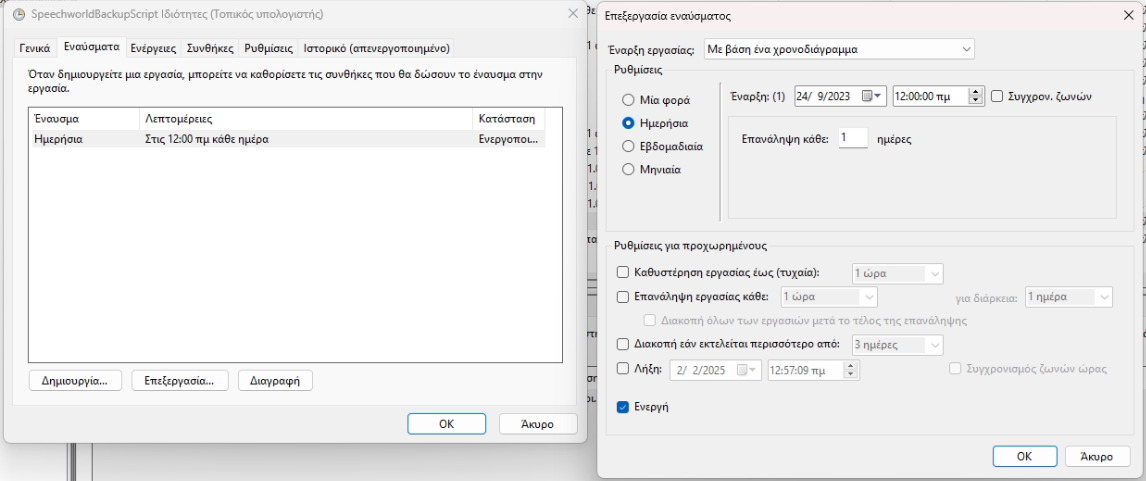 SpeechworldBackupScript Ιδιότητες (Τοπικός υπολογιστής)
Γενικά Εναύσματα Ενέργειες Συνθήκες Ρυθμίσεις Ιστορικό (απενεργοποιημένο)
Όταν δημιουργείτε μια εργασία, μπορείτε να καθορίσετε τις συνθήκες που θα δώσουν το έναυσμα στην
εργασία.
Έναυσμα Λεπτομέρειες Κατάσταση
Ημερήσια Στις 12:00 πμ κάθε ημέρα Ενεργοποι...
Δημιουργία... Επεξεργασία... Διαγραφή
OK Άκυρο
Επεξεργασία εναύσματος
Έναρξη εργασίας: Με βάση ένα χρονοδιάγραμμα
Ρυθμίσεις
Μία φορά
Ημερήσια
Εβδομαδιαία
Μηνιαία
Έναρξη: (1) 24/ 9/2023 12:00:00 πμ Συγχρον. ζωνών
Επανάληψη κάθε: 1 ημέρες
Ρυθμίσεις για προχωρημένους
Καθυστέρηση εργασίας έως (τυχαία): 1 ώρα
Επανάληψη εργασίας κάθε: 1 ώρα για διάρκεια: 1 ημέρα
Διακοπή όλων των εργασιών μετά το τέλος της επανάληψης
Διακοπή εάν εκτελείται περισσότερο από: 3 ημέρες
Λήξη: 2/ 2/2025 12:57:09 πμ Συγχρονισμός ζωνών ώρας
Ενεργή
OK Άκυρο